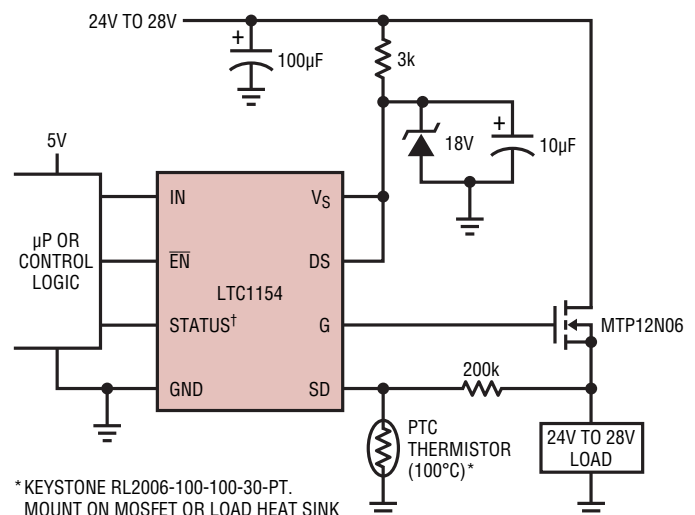 24V TO 28V
+
100µF
3k
5V
18V
+
10µF
µP OR
CONTROL
LOGIC
IN
EN
STATUS†
GND
LTC1154
VS
DS
G
SD
MTP12N06
200k
PTC
THERMISTOR
(100°C)*
24V TO 28V
LOAD
*KEYSTONE RL2006-100-100-30-PT.
MOUNT ON MOSFET OR LOAD HEAT SINK